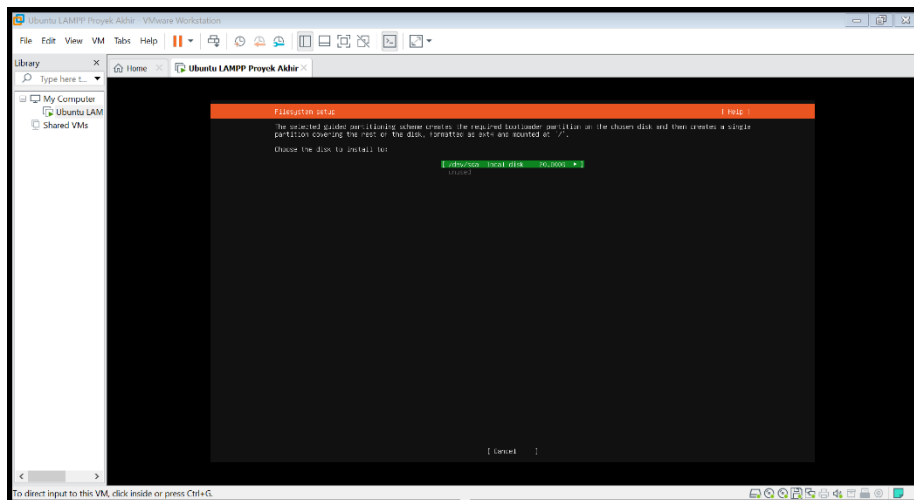 Ubuntu LAMPP Proyek Akhir - VMware Workstation
File Edit View VM Tabs Help
Library
Home
Ubuntu LAMPP Proyek Akhir
Type here t...
My Computer
Ubuntu LAM
Shared VMs
Filesystem setup [ Help ]
The selected guided partitioning scheme creates the required bootloader partition on the chosen disk and then creates a single
partition covering the rest of the disk, formatted as ext4 and mounted at '/'.
Choose the disk to install to:
[ /dev/sda local disk 20.000G ▸ ]
unused
[ Cancel ]
To direct input to this VM, click inside or press Ctrl+G.